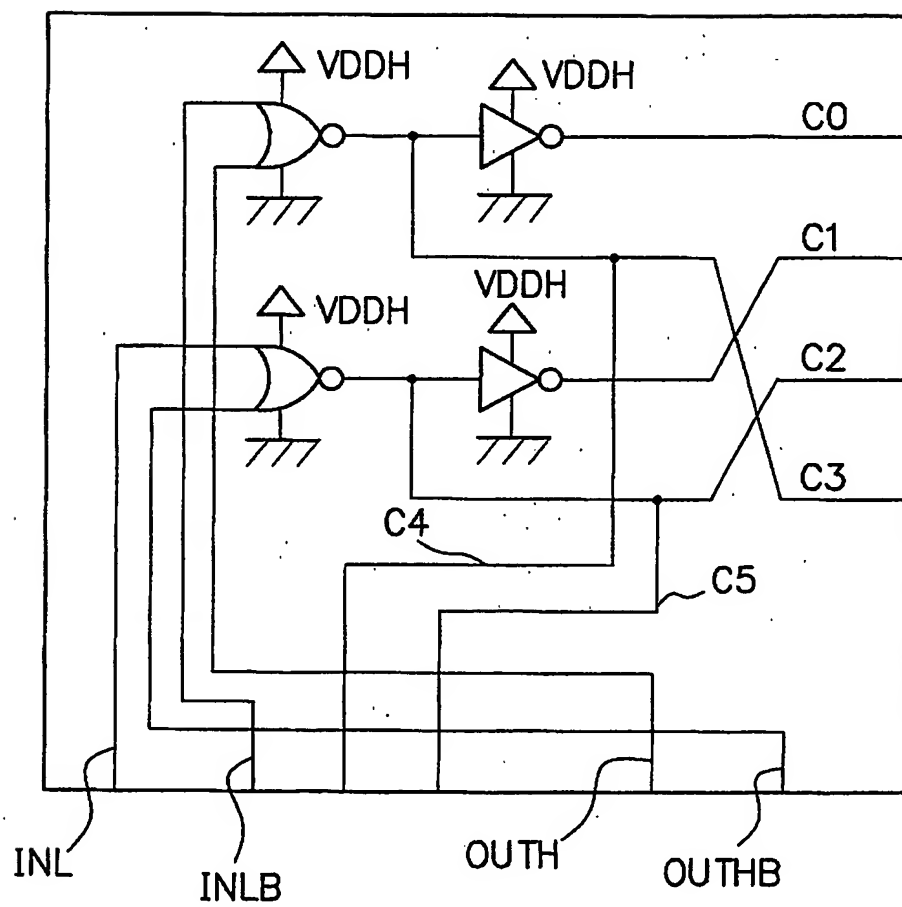 VDDH
VDDH
C0
C1
VDDH
VDDH
C2
C3
C4
C5
INL
INLB
OUTH
OUTHB